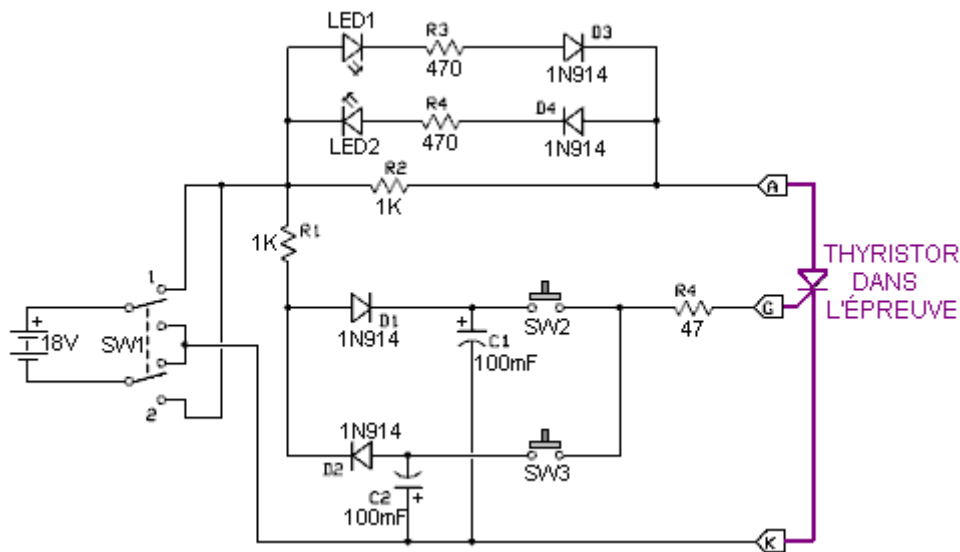 LED1
R3
470
D3
1N914
LED2
R4
470
D4
1N914
R2
1K
A
1K
R1
THYRISTOR
DANS
L'ÉPREUVE
1
+
18V
SW1
2
D1
1N914
+
C1
100mF
SW2
R4
47
G
1N914
D2
C2
+
100mF
SW3
K